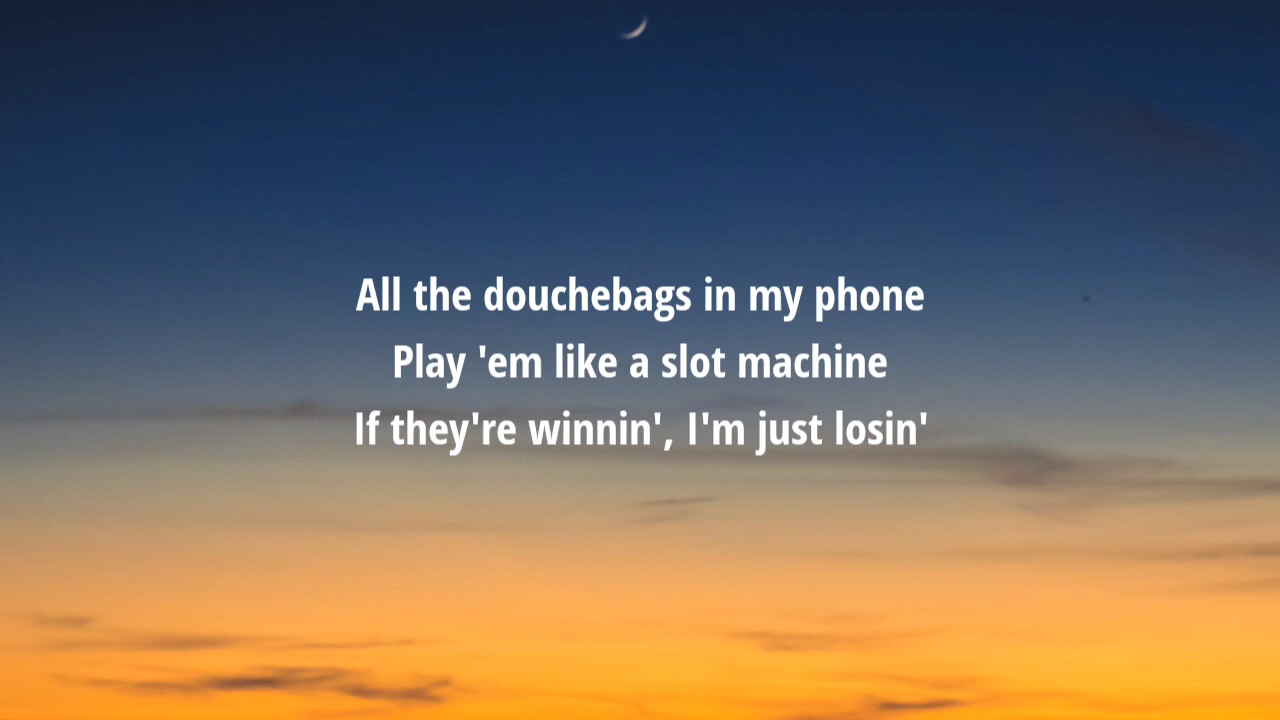 All the douchebags in my phone
Play 'em like a slot machine
If they're winnin', I'm just losin'